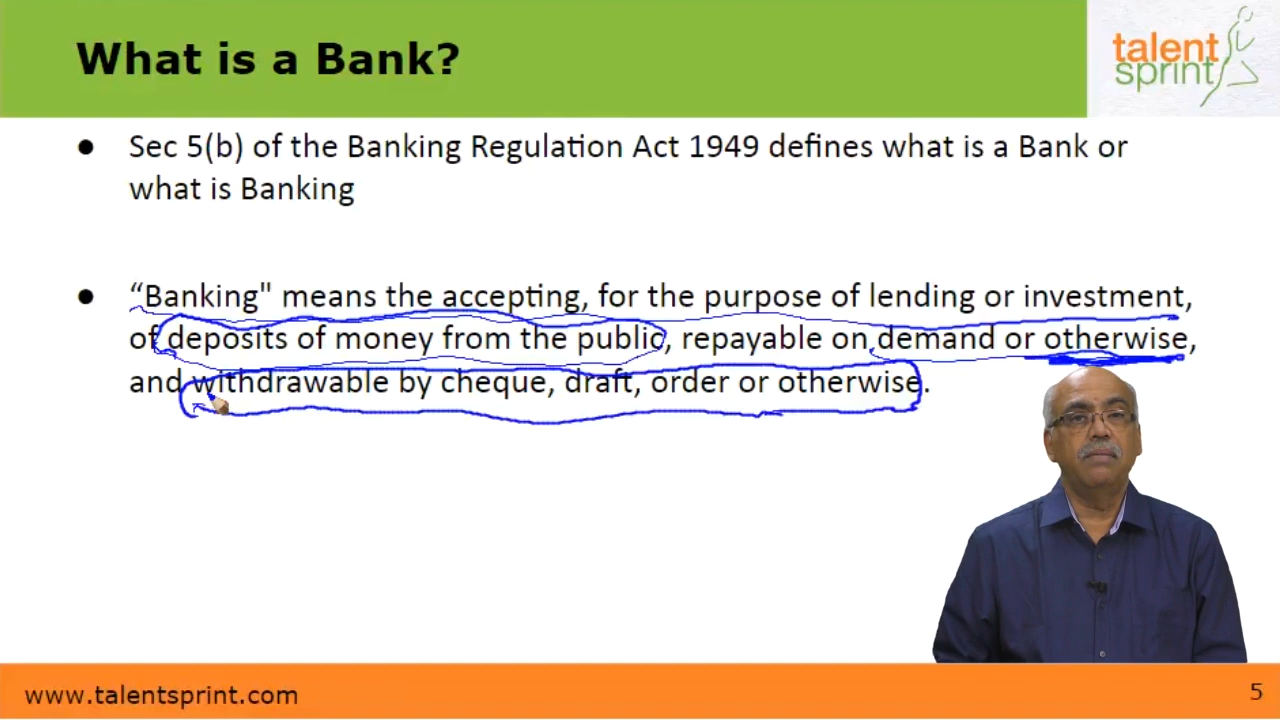 What is a Bank?
talent
sprint
● Sec 5(b) of the Banking Regulation Act 1949 defines what is a Bank or
what is Banking
● “Banking" means the accepting, for the purpose of lending or investment,
of deposits of money from the public, repayable on demand or otherwise,
and withdrawable by cheque, draft, order or otherwise.
www.talentsprint.com
5